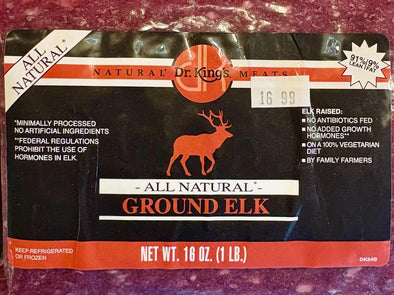 ALL
NATURAL*
NATURAL Dr. King's® MEATS
91%/9%
LEAN/FAT
16 99
*MINIMALLY PROCESSED
NO ARTIFICIAL INGREDIENTS
**FEDERAL REGULATIONS
PROHIBIT THE USE OF
HORMONES IN ELK.
ELK RAISED:
■ NO ANTIBIOTICS FED
■ NO ADDED GROWTH
HORMONES**
■ ON A 100% VEGETARIAN
DIET
■ BY FAMILY FARMERS
- ALL NATURAL* -
GROUND ELK
KEEP REFRIGERATED
OR FROZEN
NET WT. 16 OZ. (1 LB.)
DK54B